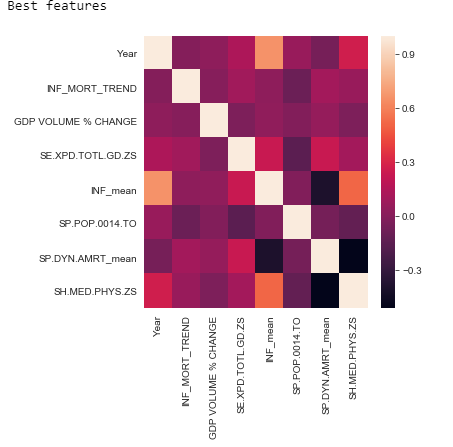 Best features
Year
INF_MORT_TREND
GDP VOLUME % CHANGE
SE.XPD.TOTL.GD.ZS
INF_mean
SP.POP.0014.TO
SP.DYN.AMRT_mean
SH.MED.PHYS.ZS
0.9
0.6
0.3
0.0
−0.3
Year
INF_MORT_TREND
GDP VOLUME % CHANGE
SE.XPD.TOTL.GD.ZS
INF_mean
SP.POP.0014.TO
SP.DYN.AMRT_mean
SH.MED.PHYS.ZS